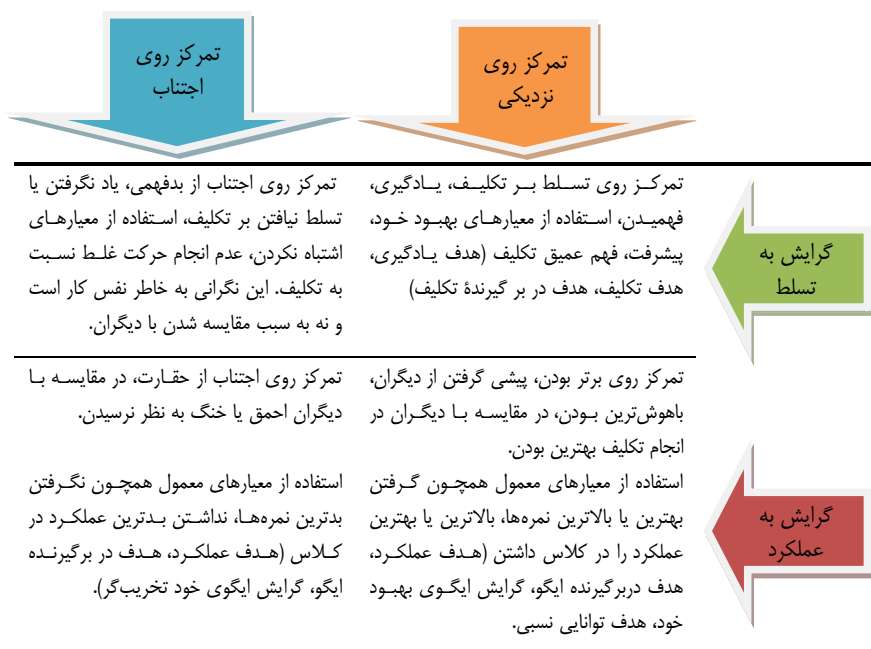 تمرکز روی
نزدیکی
تمرکز روی
اجتناب
گرایش به
تسلط
تمرکز روی تسلط بر تکلیف، یادگیری،
فهمیدن، استفاده از معیارهای بهبود خود،
پیشرفت، فهم عمیق تکلیف (هدف یادگیری،
هدف تکلیف، هدف در بر گیرندۀ تکلیف)
تمرکز روی اجتناب از بدفهمی، یاد نگرفتن یا
تسلط نیافتن بر تکلیف، استفاده از معیارهای
اشتباه نکردن، عدم انجام حرکت غلط نسبت
به تکلیف. این نگرانی به خاطر نفس کار است
و نه به سبب مقایسه شدن با دیگران.
گرایش به
عملکرد
تمرکز روی برتر بودن، پیشی گرفتن از دیگران،
باهوش‌ترین بودن، در مقایسه با دیگران در
انجام تکلیف بهترین بودن.
استفاده از معیارهای معمول همچون گرفتن
بهترین یا بالاترین نمره‌ها، بالاترین یا بهترین
عملکرد را در کلاس داشتن (هدف عملکرد،
هدف دربرگیرنده ایگو، گرایش ایگوی بهبود
خود، هدف توانایی نسبی.
تمرکز روی اجتناب از حقارت، در مقایسه با
دیگران احمق یا خنگ به نظر نرسیدن.
استفاده از معیارهای معمول همچون نگرفتن
بدترین نمره‌ها، نداشتن بدترین عملکرد در
کلاس (هدف عملکرد، هدف در برگیرنده
ایگو، گرایش ایگوی خود تخریب‌گر).